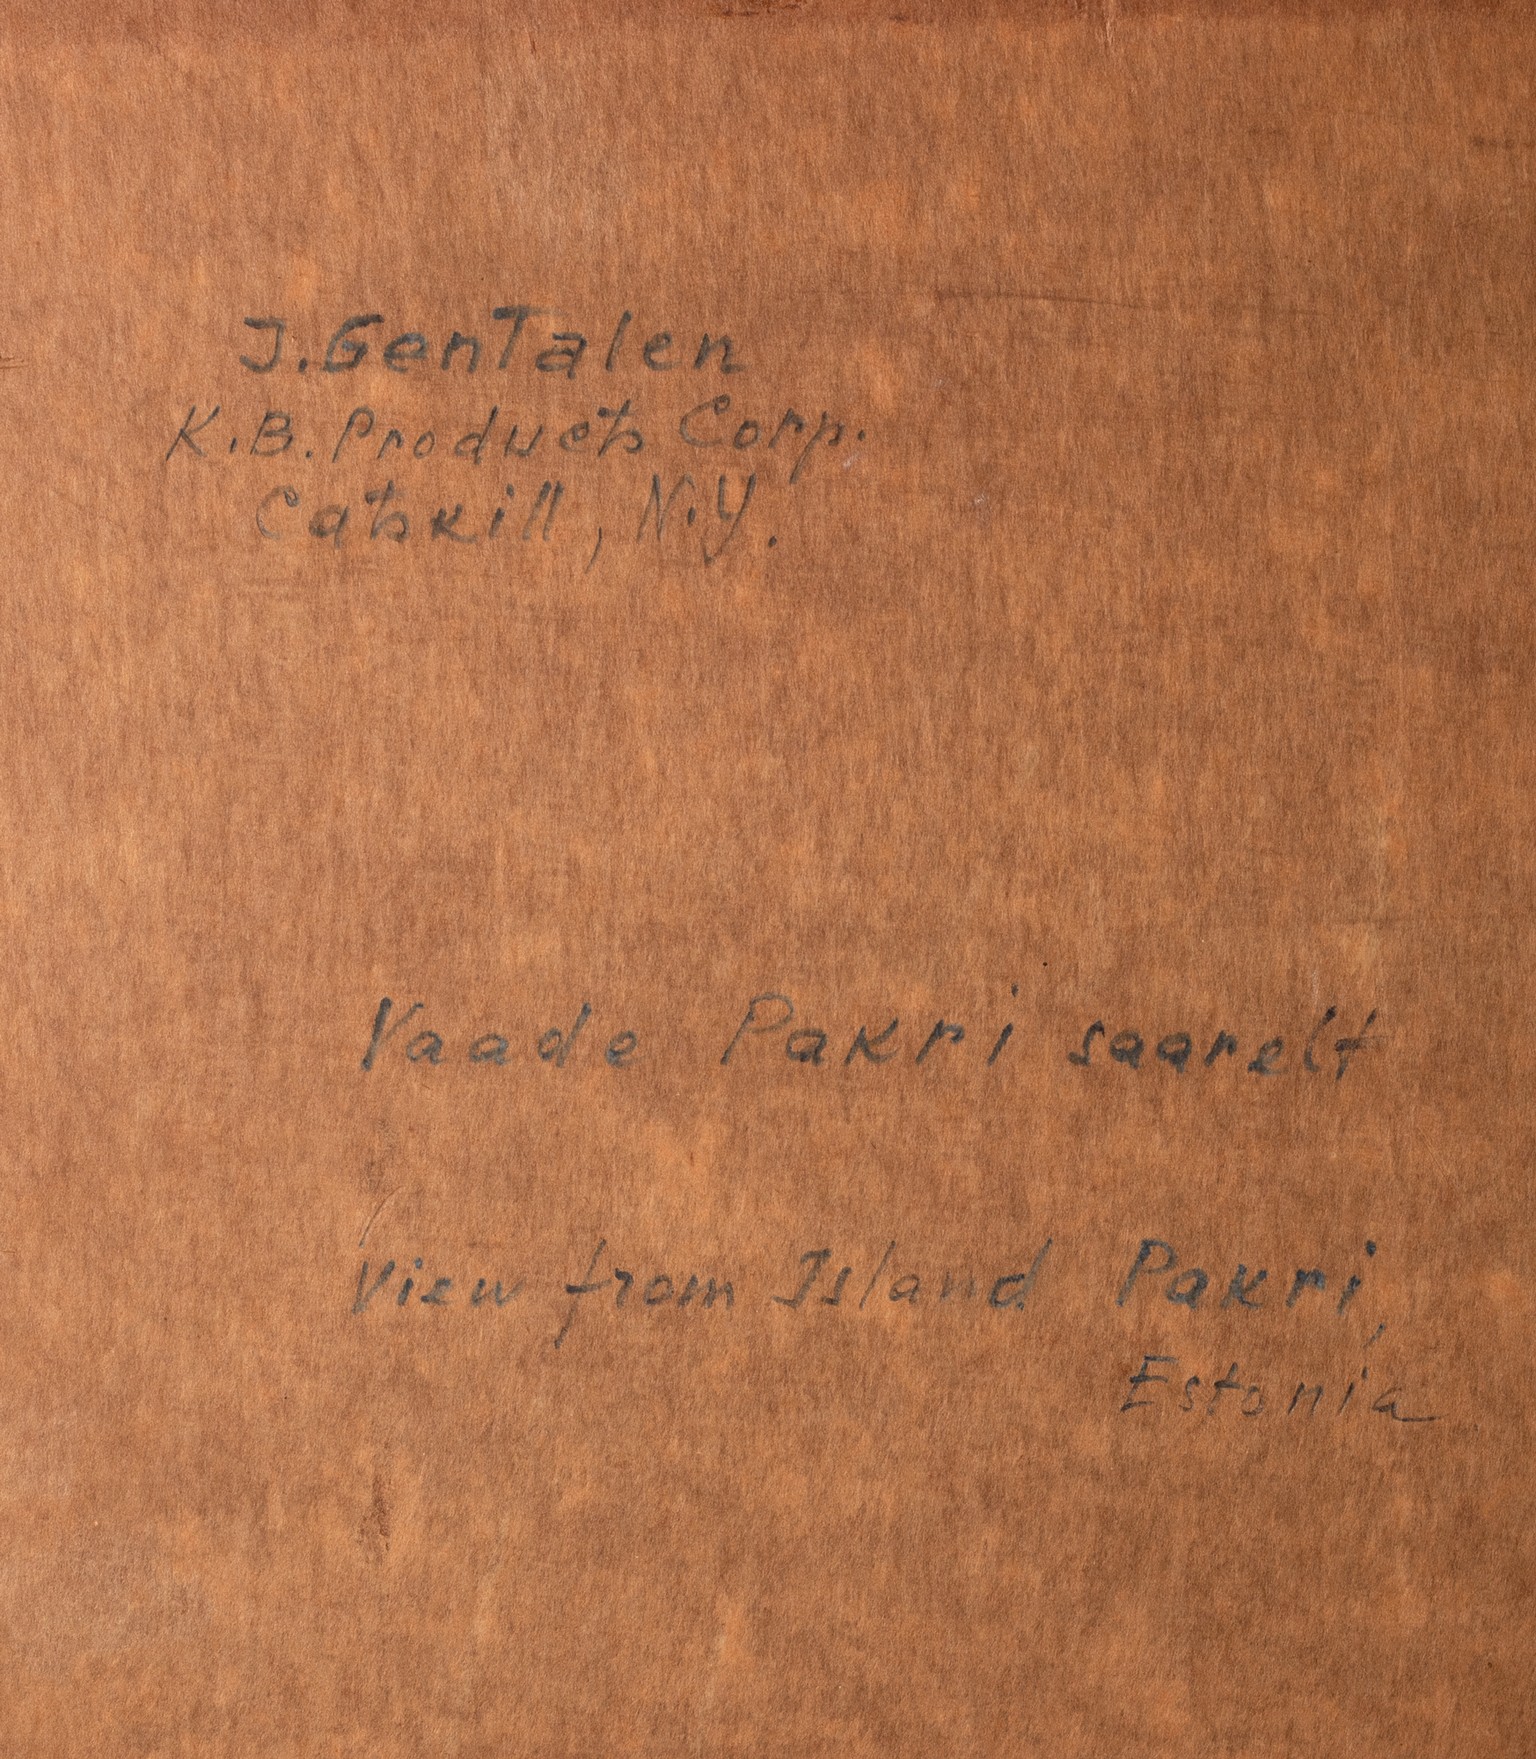 J. Gentalen
K.B. Products Corp.
Catskill, N.Y.
Vaade Pakri saarelt
View from Island Pakri,
Estonia